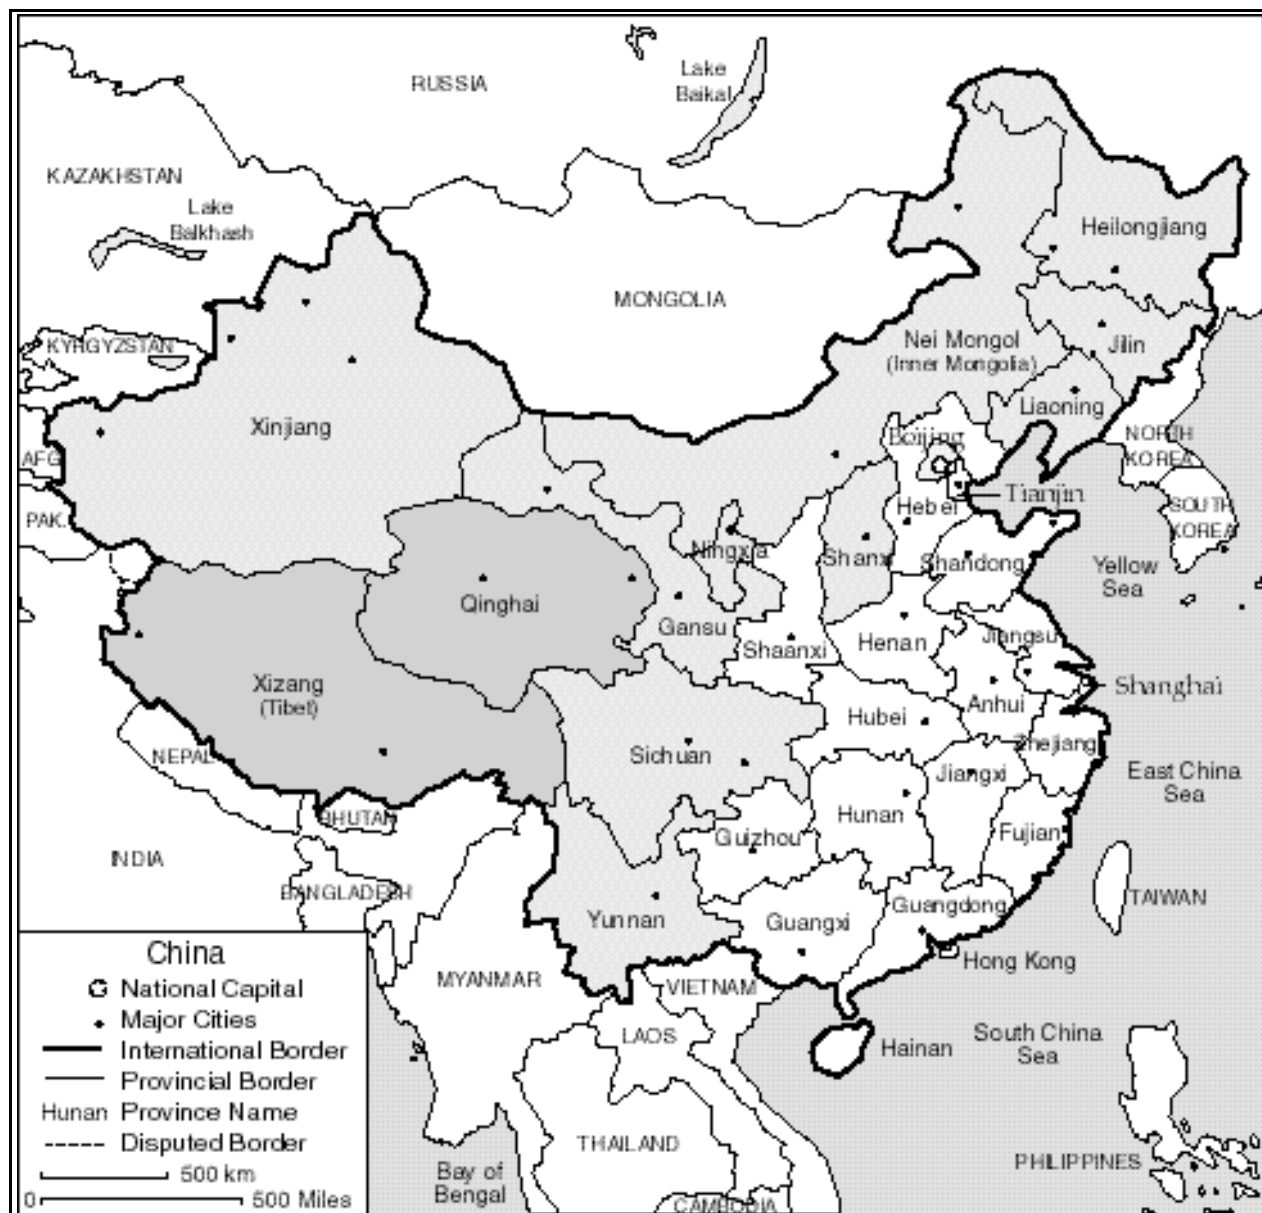 RUSSIA
Lake
Baikal
KAZAKHSTAN
Lake
Balkhash
Heilongjiang
MONGOLIA
KYRGYZSTAN
Nei Mongol
(Inner Mongolia)
Jilin
Liaoning
Xinjiang
Beijing
NORTH
KOREA
AFG
Tianjin
Hebei
SOUTH
KOREA
PAK.
Ningxia
Shanxi
Shandong
Yellow
Sea
Qinghai
Gansu
Shaanxi
Henan
Jiangsu
Xizang
(Tibet)
Shanghai
Anhui
Hubei
Zhejiang
NEPAL
Sichuan
Jiangxi
East China
Sea
BHUTAN
Hunan
Guizhou
Fujian
INDIA
BANGLADESH
TAIWAN
Yunnan
Guangxi
Guangdong
Hong Kong
MYANMAR
VIETNAM
LAOS
Hainan
South China
Sea
THAILAND
PHILIPPINES
Bay of
Bengal
CAMBODIA
China
National Capital
Major Cities
International Border
Provincial Border
Hunan Province Name
Disputed Border
500 km
0 500 Miles